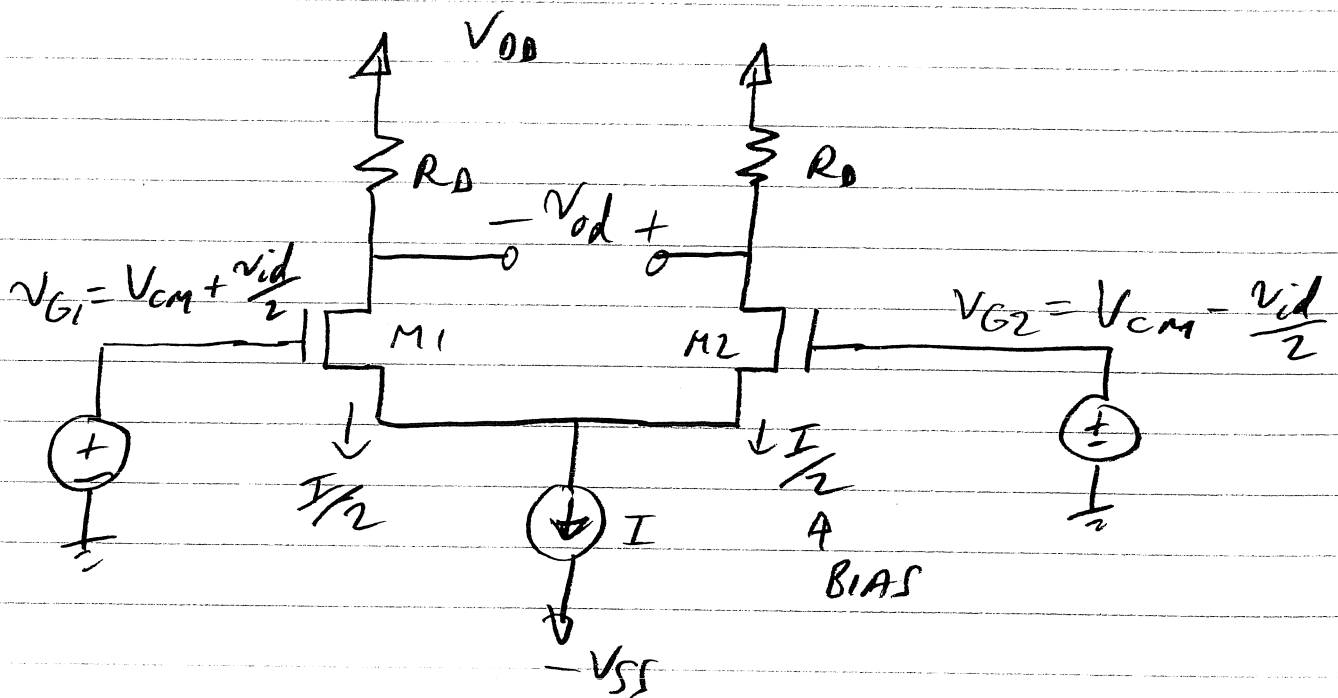 V_DD
R_D
R_D
− v_od +
v_G1 = V_CM + v_id/2
V_G2 = V_CM − v_id/2
M1
M2
+
−
+
−
I/2
I/2
I
BIAS
−V_SS